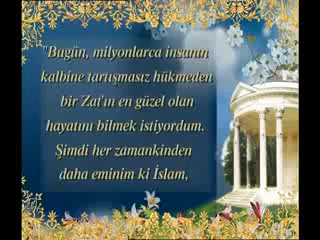 "Bugün, milyonlarca insanın
kalbine tartışmasız hükmeden
bir Zat'ın en güzel olan
hayatını bilmek istiyordum.
Şimdi her zamankinden
daha eminim ki İslam,